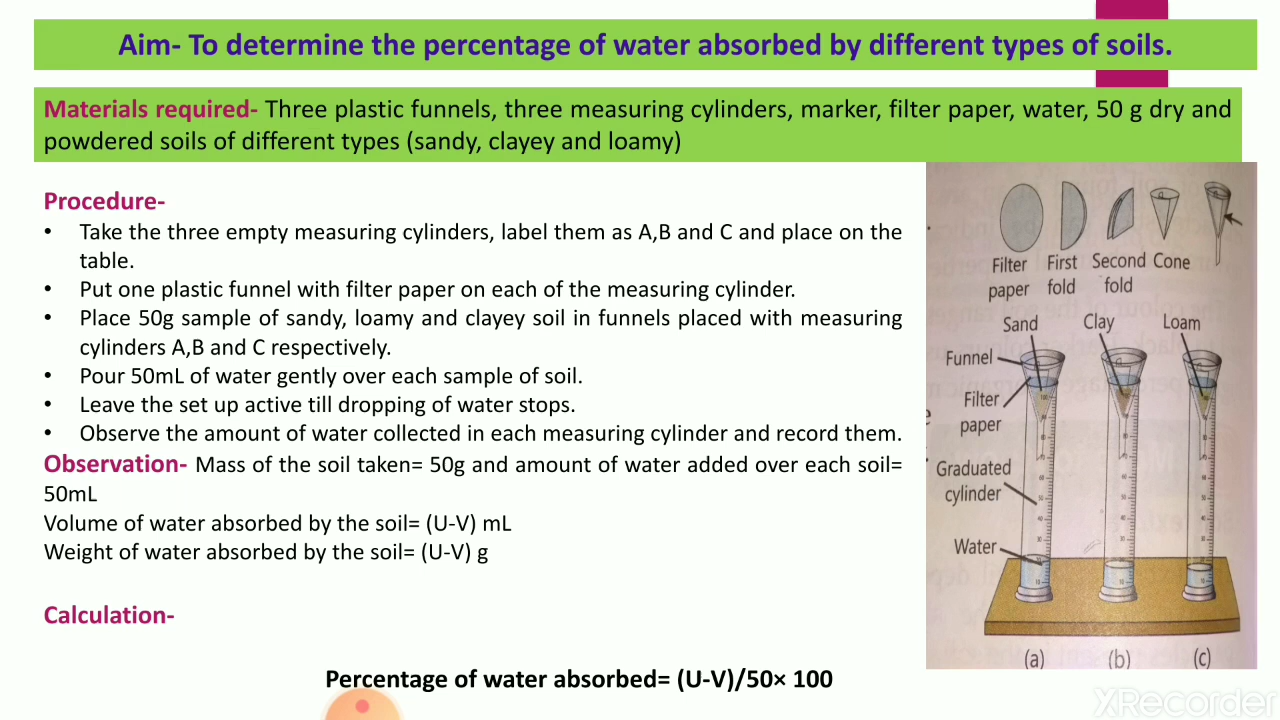 Aim- To determine the percentage of water absorbed by different types of soils.
Materials required- Three plastic funnels, three measuring cylinders, marker, filter paper, water, 50 g dry and
powdered soils of different types (sandy, clayey and loamy)
Procedure-
• Take the three empty measuring cylinders, label them as A,B and C and place on the
table.
• Put one plastic funnel with filter paper on each of the measuring cylinder.
• Place 50g sample of sandy, loamy and clayey soil in funnels placed with measuring
cylinders A,B and C respectively.
• Pour 50mL of water gently over each sample of soil.
• Leave the set up active till dropping of water stops.
• Observe the amount of water collected in each measuring cylinder and record them.
Observation- Mass of the soil taken= 50g and amount of water added over each soil=
50mL
Volume of water absorbed by the soil= (U-V) mL
Weight of water absorbed by the soil= (U-V) g
Calculation-
Percentage of water absorbed= (U-V)/50× 100
Filter First Second Cone
paper fold fold
Sand Clay Loam
Funnel
Filter
paper
Graduated
cylinder
Water
(a) (b) (c)
XRecorder